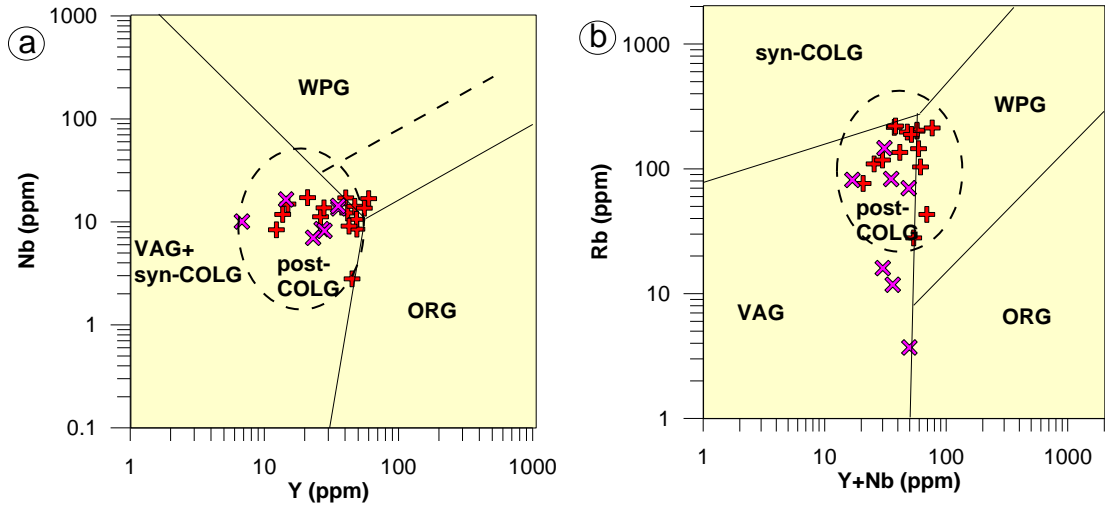 a
1000
100
10
1
0.1
Nb (ppm)
WPG
VAG+
syn-COLG
post-
COLG
ORG
1
10
100
1000
Y (ppm)
b
1000
100
10
1
Rb (ppm)
syn-COLG
WPG
post-
COLG
VAG
ORG
1
10
100
1000
Y+Nb (ppm)